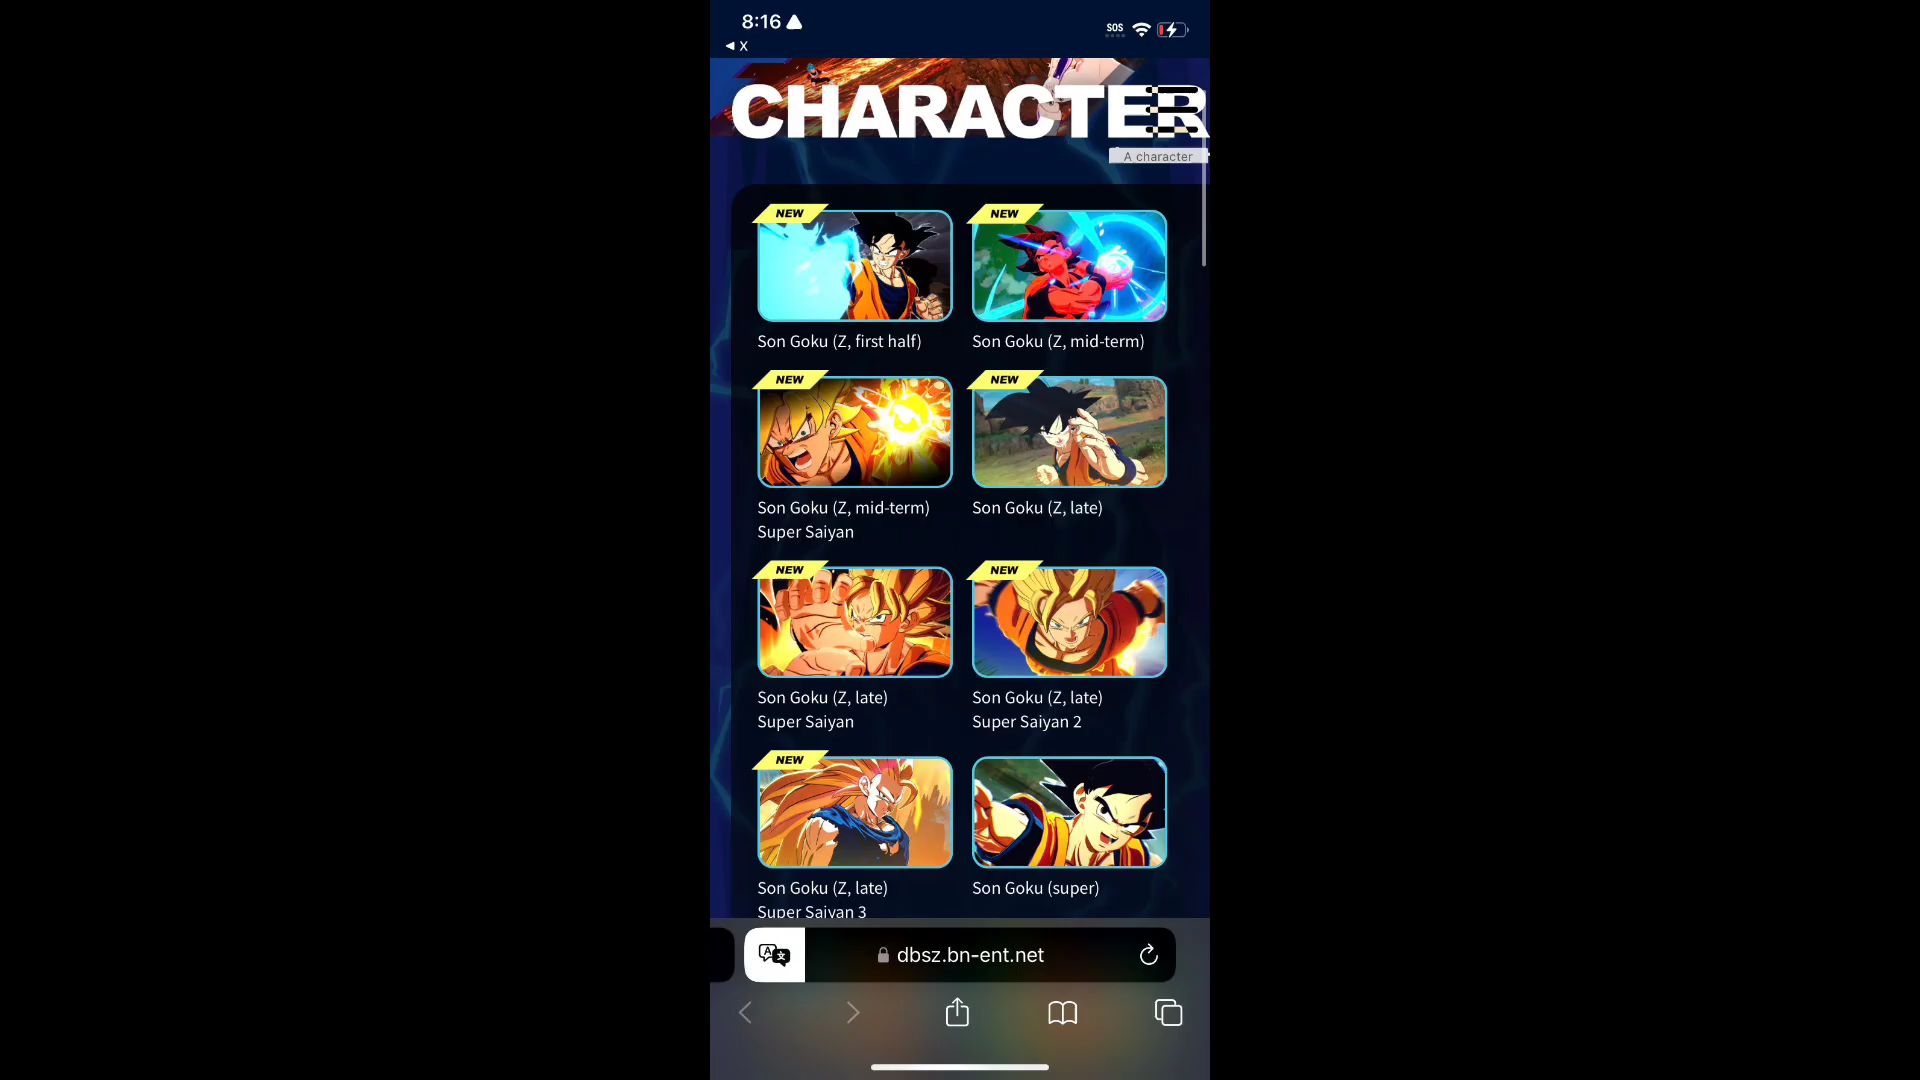 8:16
SOS
X
CHARACTER
A character
NEW
NEW
Son Goku (Z, first half)
Son Goku (Z, mid-term)
NEW
NEW
Son Goku (Z, mid-term)
Super Saiyan
Son Goku (Z, late)
NEW
NEW
Son Goku (Z, late)
Super Saiyan
Son Goku (Z, late)
Super Saiyan 2
NEW
Son Goku (Z, late)
Super Saiyan 3
Son Goku (super)
A 文
dbsz.bn-ent.net